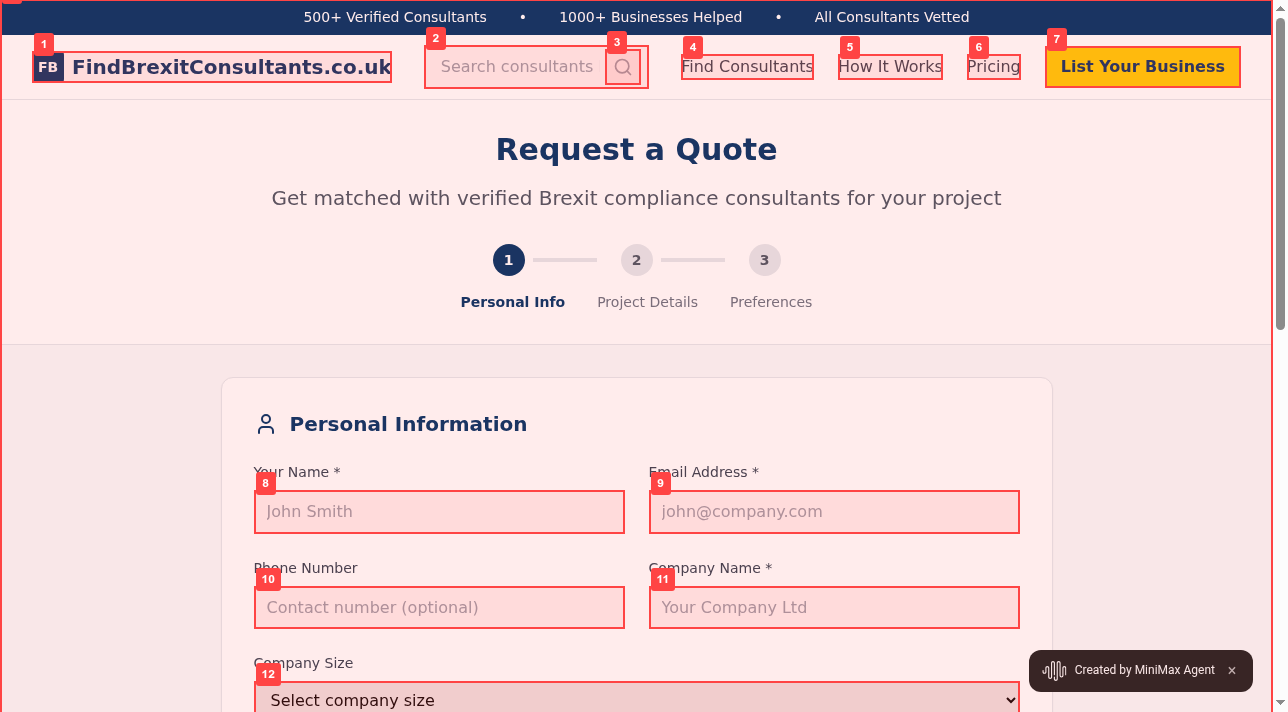 500+ Verified Consultants • 1000+ Businesses Helped • All Consultants Vetted
1 2 3 4 5 6 7
FB FindBrexitConsultants.co.uk Search consultants Find Consultants How It Works Pricing List Your Business
Request a Quote
Get matched with verified Brexit compliance consultants for your project
1 2 3
Personal Info Project Details Preferences
Personal Information
Your Name * Email Address *
8 9
John Smith john@company.com
Phone Number Company Name *
10 11
Contact number (optional) Your Company Ltd
Company Size
12
Select company size
Created by MiniMax Agent ×